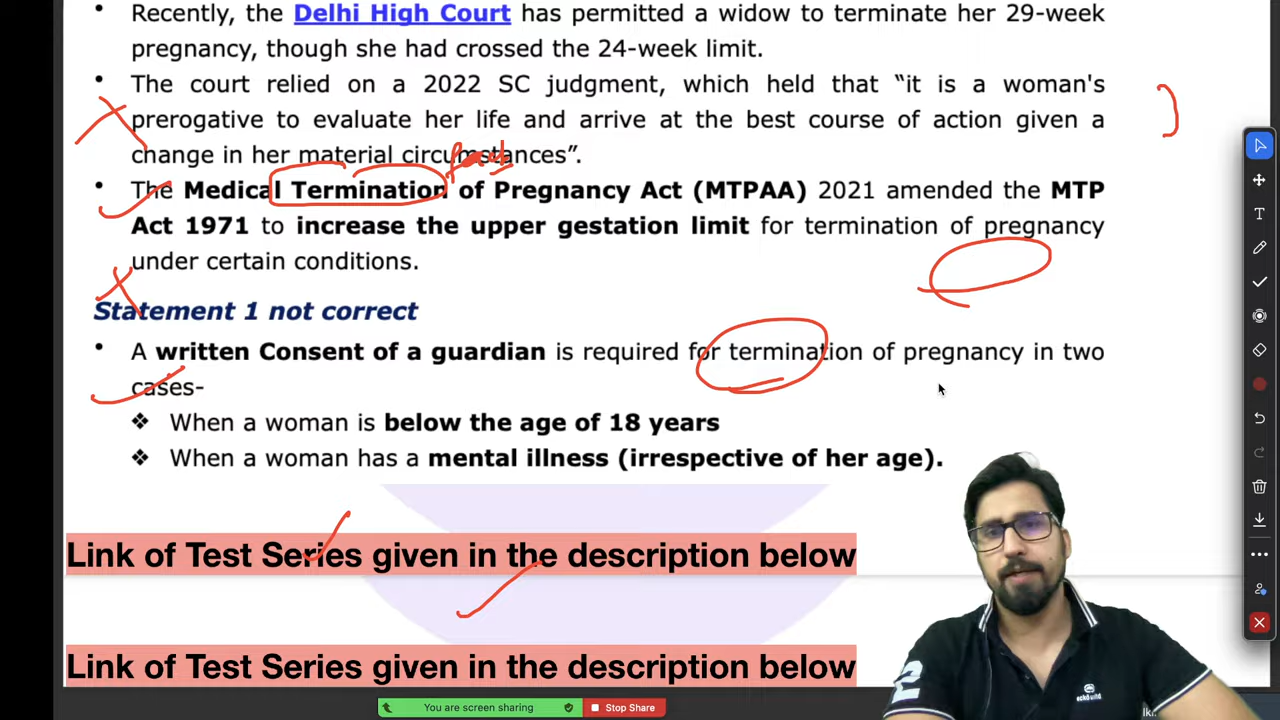 • Recently, the Delhi High Court has permitted a widow to terminate her 29-week
pregnancy, though she had crossed the 24-week limit.
• The court relied on a 2022 SC judgment, which held that “it is a woman's
prerogative to evaluate her life and arrive at the best course of action given a
change in her material circumstances”.
• The Medical Termination of Pregnancy Act (MTPAA) 2021 amended the MTP
Act 1971 to increase the upper gestation limit for termination of pregnancy
under certain conditions.
Statement 1 not correct
• A written Consent of a guardian is required for termination of pregnancy in two
cases-
❖ When a woman is below the age of 18 years
❖ When a woman has a mental illness (irrespective of her age).
Link of Test Series given in the description below
Link of Test Series given in the description below
2
ecko unltd
You are screen sharing
Stop Share